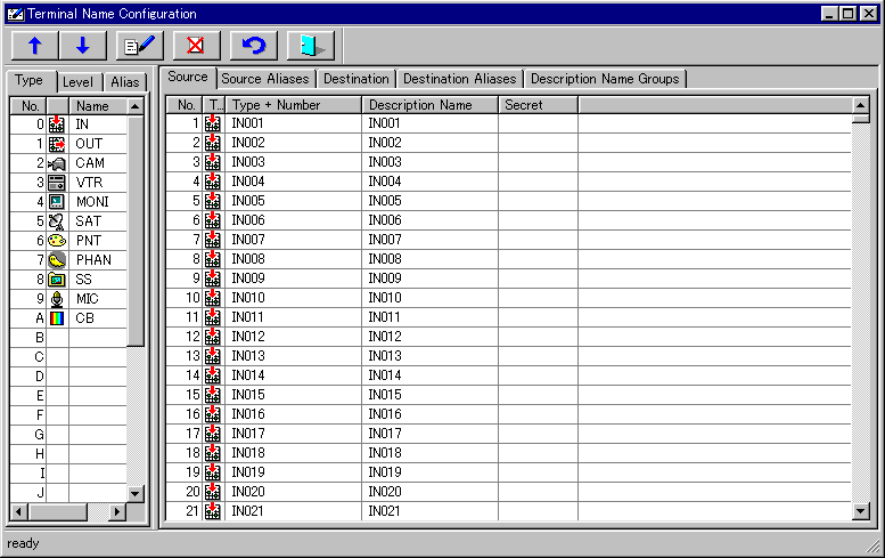 Terminal Name Configuration
Type Level Alias
No. Name
0 IN
1 OUT
2 CAM
3 VTR
4 MONI
5 SAT
6 PNT
7 PHAN
8 SS
9 MIC
A CB
B
C
D
E
F
G
H
I
J
Source Source Aliases Destination Destination Aliases Description Name Groups
No. T... Type + Number Description Name Secret
1 IN001 IN001
2 IN002 IN002
3 IN003 IN003
4 IN004 IN004
5 IN005 IN005
6 IN006 IN006
7 IN007 IN007
8 IN008 IN008
9 IN009 IN009
10 IN010 IN010
11 IN011 IN011
12 IN012 IN012
13 IN013 IN013
14 IN014 IN014
15 IN015 IN015
16 IN016 IN016
17 IN017 IN017
18 IN018 IN018
19 IN019 IN019
20 IN020 IN020
21 IN021 IN021
ready